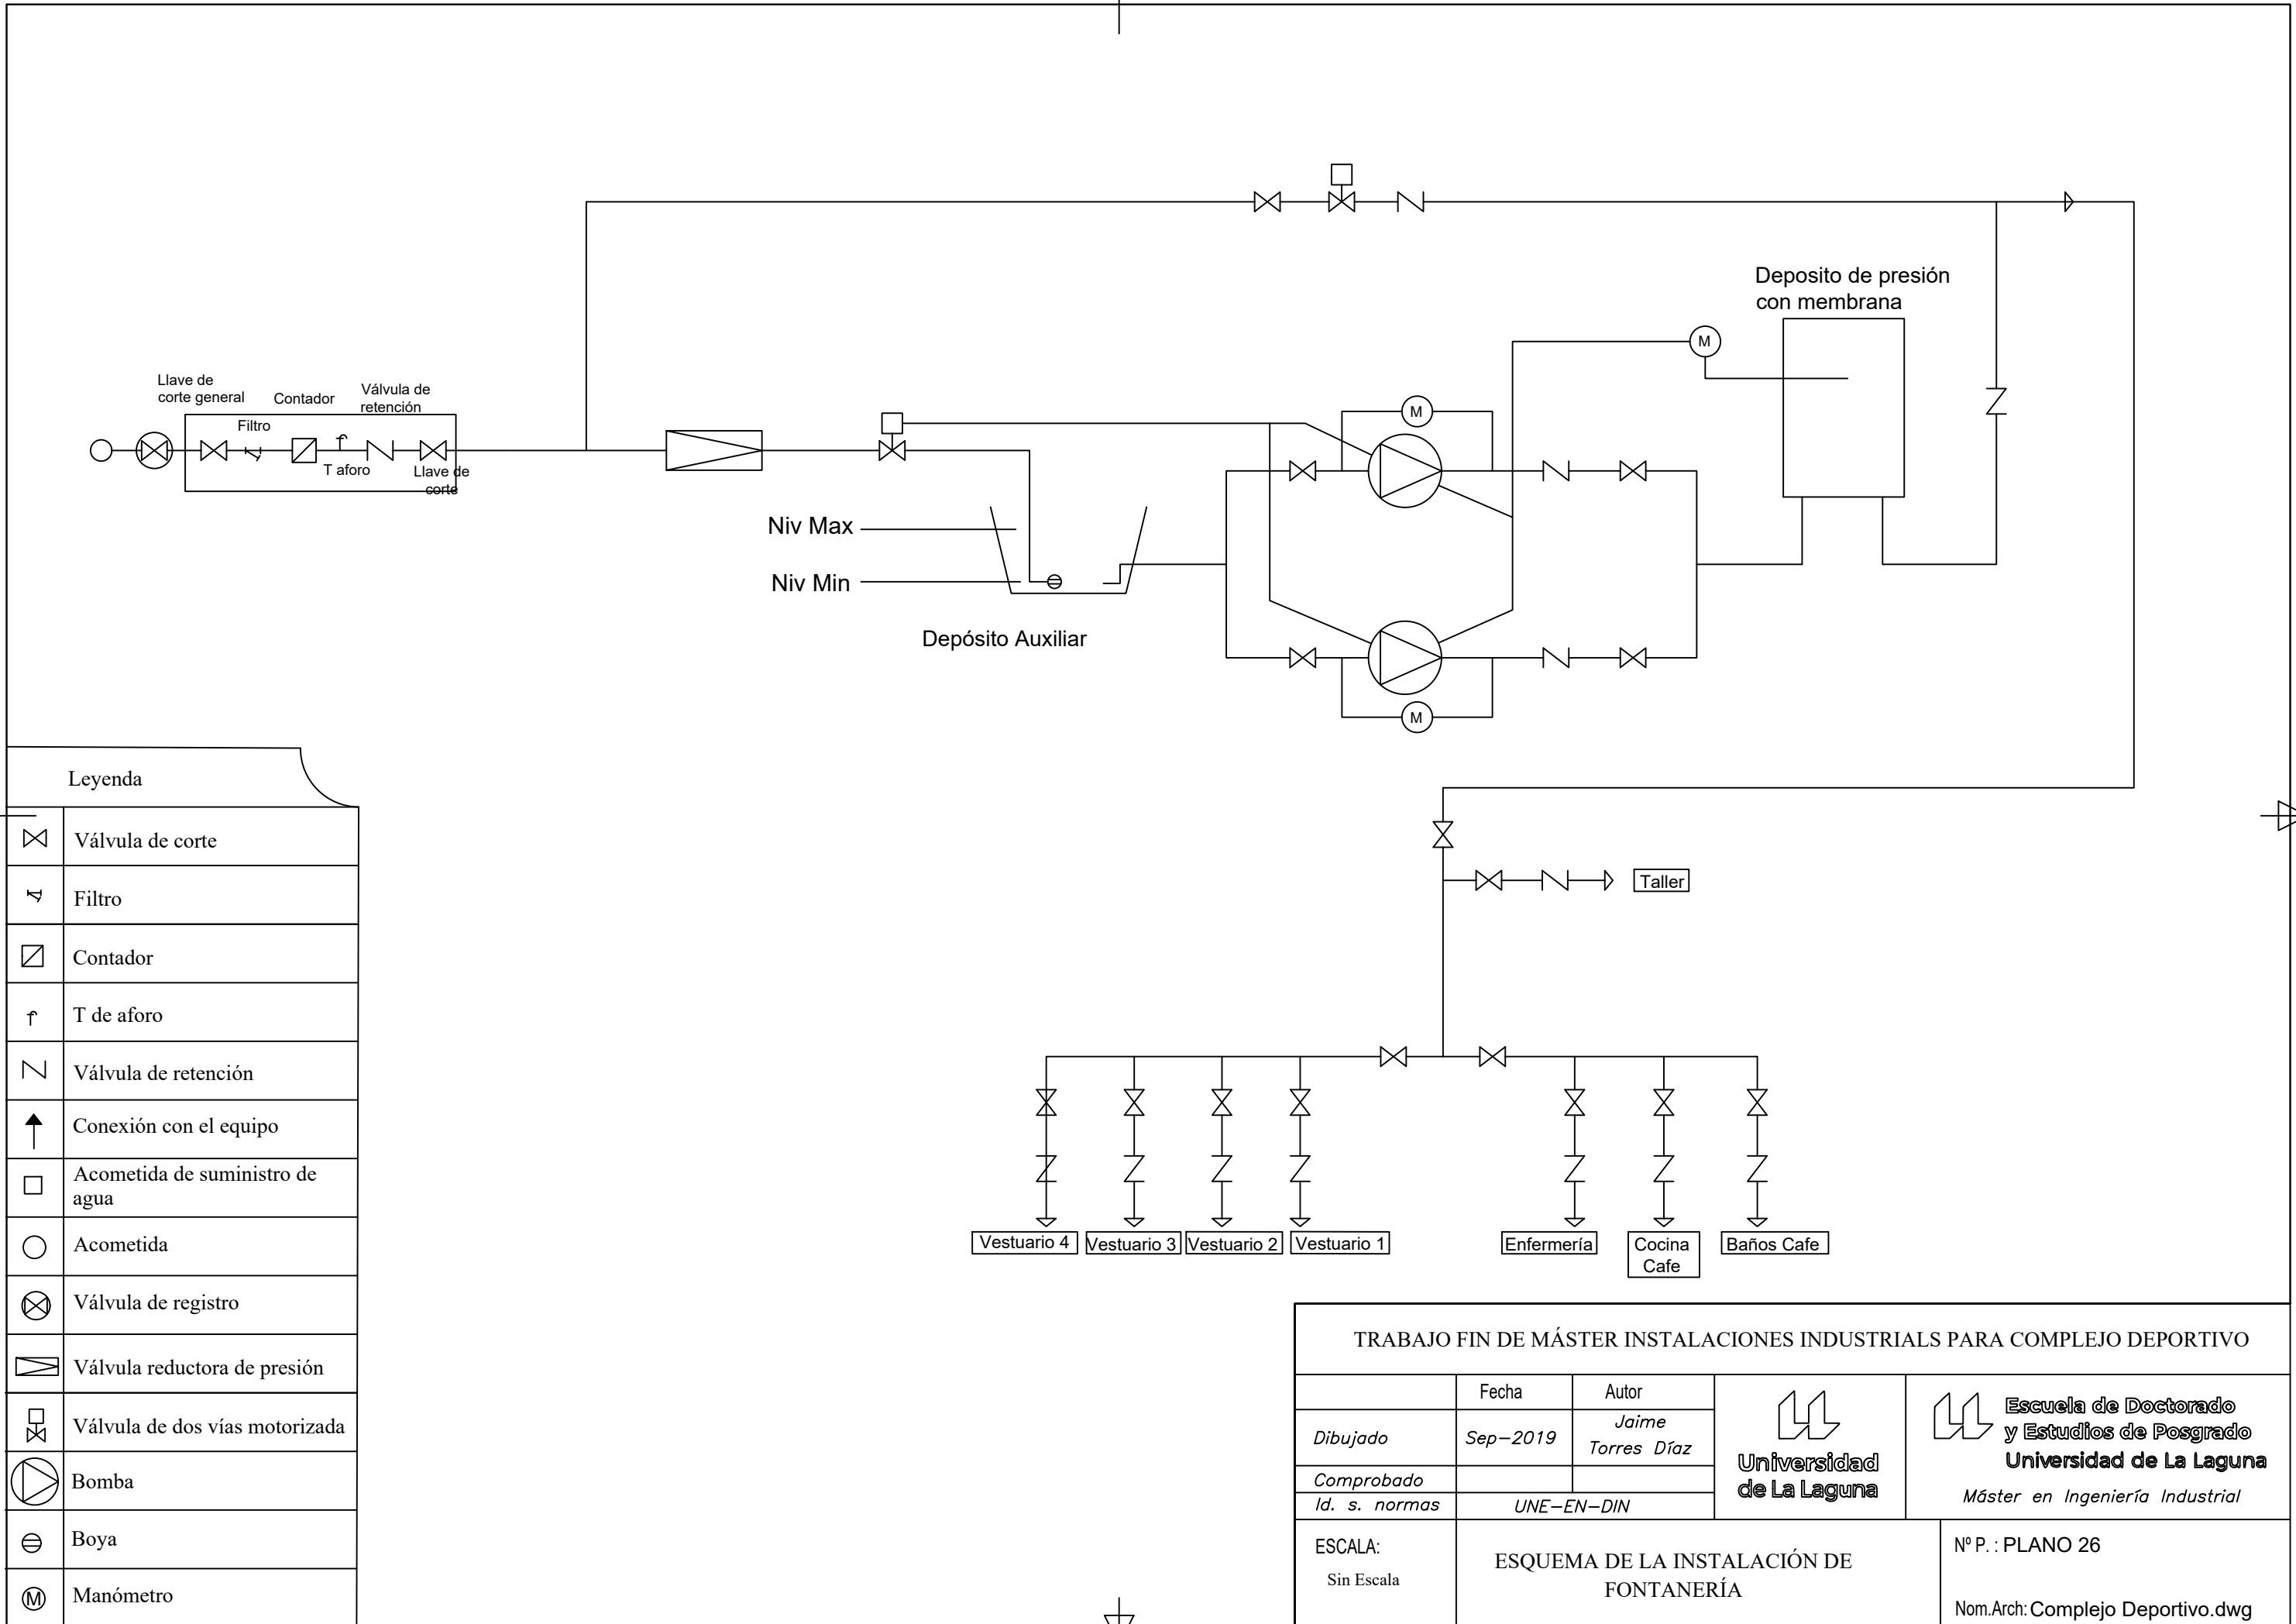 Deposito de presión
con membrana
M
Llave de
corte general
Contador
Válvula de
retención
Filtro
T aforo
Llave de
corte
M
Niv Max
Niv Min
Depósito Auxiliar
M
Leyenda
Válvula de corte
Filtro
Contador
T de aforo
Válvula de retención
Conexión con el equipo
Acometida de suministro de
agua
Acometida
Válvula de registro
Válvula reductora de presión
Válvula de dos vías motorizada
Bomba
Boya
M
Manómetro
Taller
Vestuario 4
Vestuario 3
Vestuario 2
Vestuario 1
Enfermería
Cocina
Cafe
Baños Cafe
TRABAJO FIN DE MÁSTER INSTALACIONES INDUSTRIALS PARA COMPLEJO DEPORTIVO
Fecha
Autor
Dibujado
Sep-2019
Jaime
Torres Díaz
Comprobado
Id. s. normas
UNE-EN-DIN
Universidad
de La Laguna
Escuela de Doctorado
y Estudios de Posgrado
Universidad de La Laguna
Máster en Ingeniería Industrial
ESCALA:
Sin Escala
ESQUEMA DE LA INSTALACIÓN DE
FONTANERÍA
Nº P. : PLANO 26
Nom.Arch: Complejo Deportivo.dwg